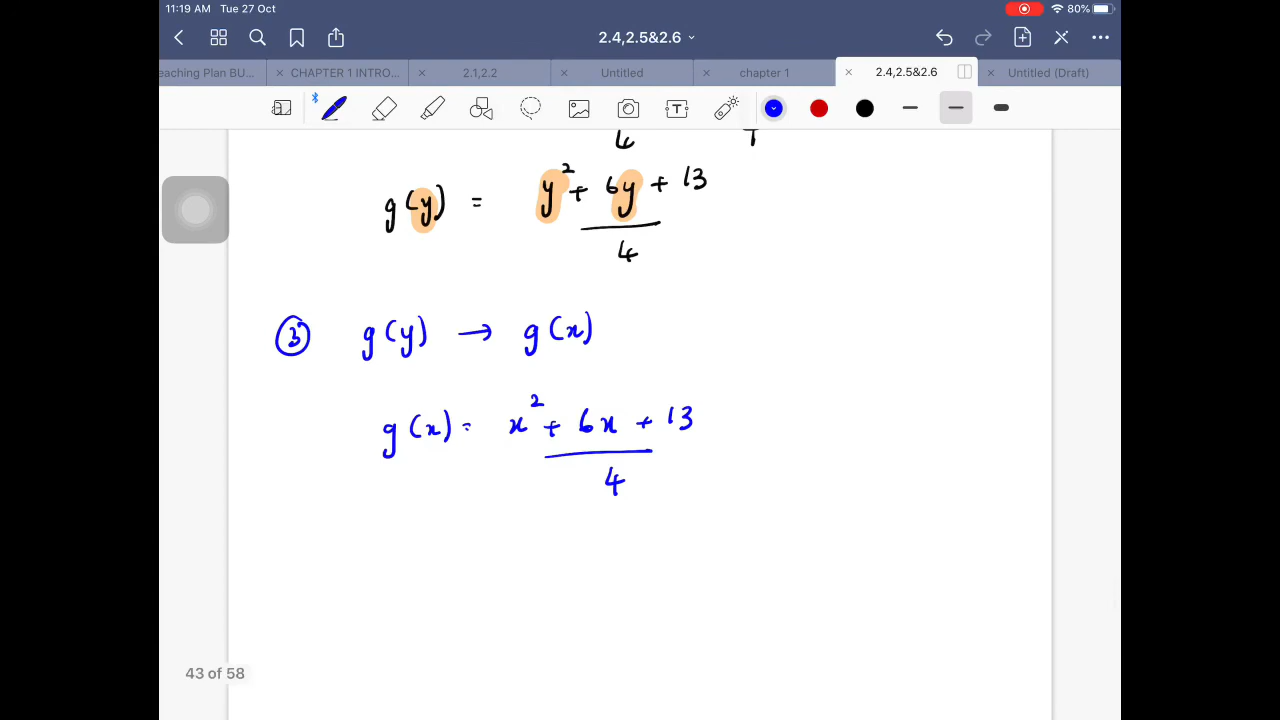 11:19 AM Tue 27 Oct 80%
2.4,2.5&2.6
eaching Plan BU... CHAPTER 1 INTRO... 2.1,2.2 Untitled chapter 1 2.4,2.5&2.6 Untitled (Draft)
4
g(y) = y² + 6y + 13
4
③ g(y) → g(x)
g(x) = x² + 6x + 13
4
43 of 58